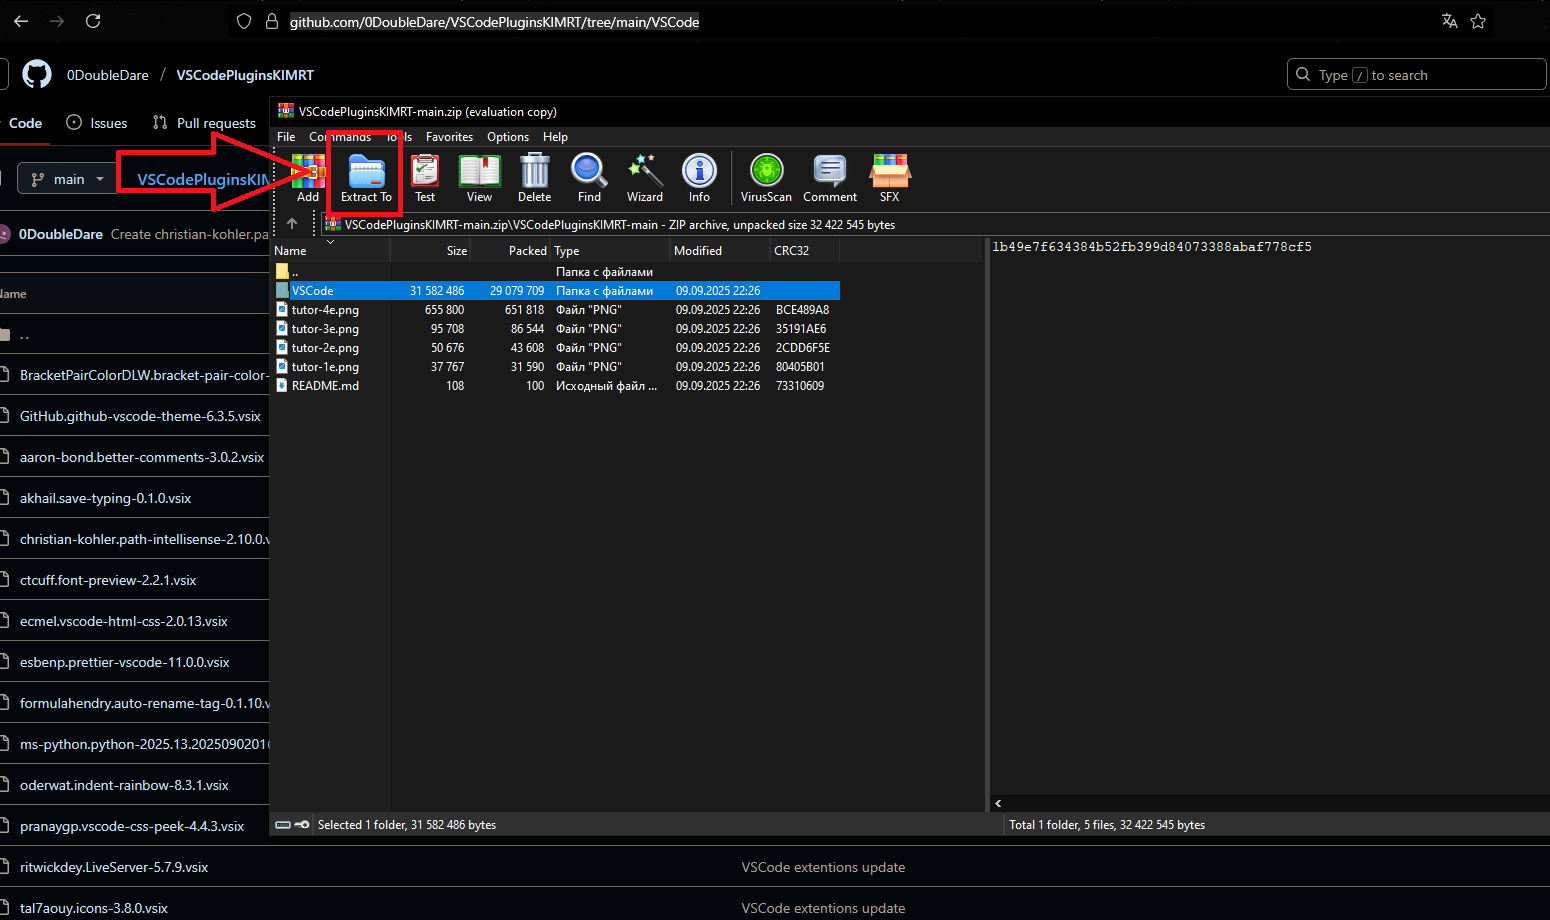 github.com/0DoubleDare/VSCodePluginsKIMRT/tree/main/VSCode
0DoubleDare / VSCodePluginsKIMRT
Type / to search
Code Issues Pull requests
main
VSCodePluginsKIM
0DoubleDare Create christian-kohler.pa
Name
..
BracketPairColorDLW.bracket-pair-color-
GitHub.github-vscode-theme-6.3.5.vsix
aaron-bond.better-comments-3.0.2.vsix
akhail.save-typing-0.1.0.vsix
christian-kohler.path-intellisense-2.10.0.v
ctcuff.font-preview-2.2.1.vsix
ecmel.vscode-html-css-2.0.13.vsix
esbenp.prettier-vscode-11.0.0.vsix
formulahendry.auto-rename-tag-0.1.10.v
ms-python.python-2025.13.202509020
oderwat.indent-rainbow-8.3.1.vsix
pranaygp.vscode-css-peek-4.4.3.vsix
ritwickdey.LiveServer-5.7.9.vsix VSCode extentions update
tal7aouy.icons-3.8.0.vsix VSCode extentions update
VSCodePluginsKIMRT-main.zip (evaluation copy)
File Commands Tools Favorites Options Help
Add Extract To Test View Delete Find Wizard Info VirusScan Comment SFX
VSCodePluginsKIMRT-main.zip\VSCodePluginsKIMRT-main - ZIP archive, unpacked size 32 422 545 bytes
Name Size Packed Type Modified CRC32
.. Папка с файлами
VSCode 31 582 486 29 079 709 Папка с файлами 09.09.2025 22:26
tutor-4e.png 655 800 651 818 Файл "PNG" 09.09.2025 22:26 BCE489A8
tutor-3e.png 95 708 86 544 Файл "PNG" 09.09.2025 22:26 35191AE6
tutor-2e.png 50 676 43 608 Файл "PNG" 09.09.2025 22:26 2CDD6F5E
tutor-1e.png 37 767 31 590 Файл "PNG" 09.09.2025 22:26 80405B01
README.md 108 100 Исходный файл ... 09.09.2025 22:26 73310609
1b49e7f634384b52fb399d84073388abaf778cf5
Selected 1 folder, 31 582 486 bytes
Total 1 folder, 5 files, 32 422 545 bytes